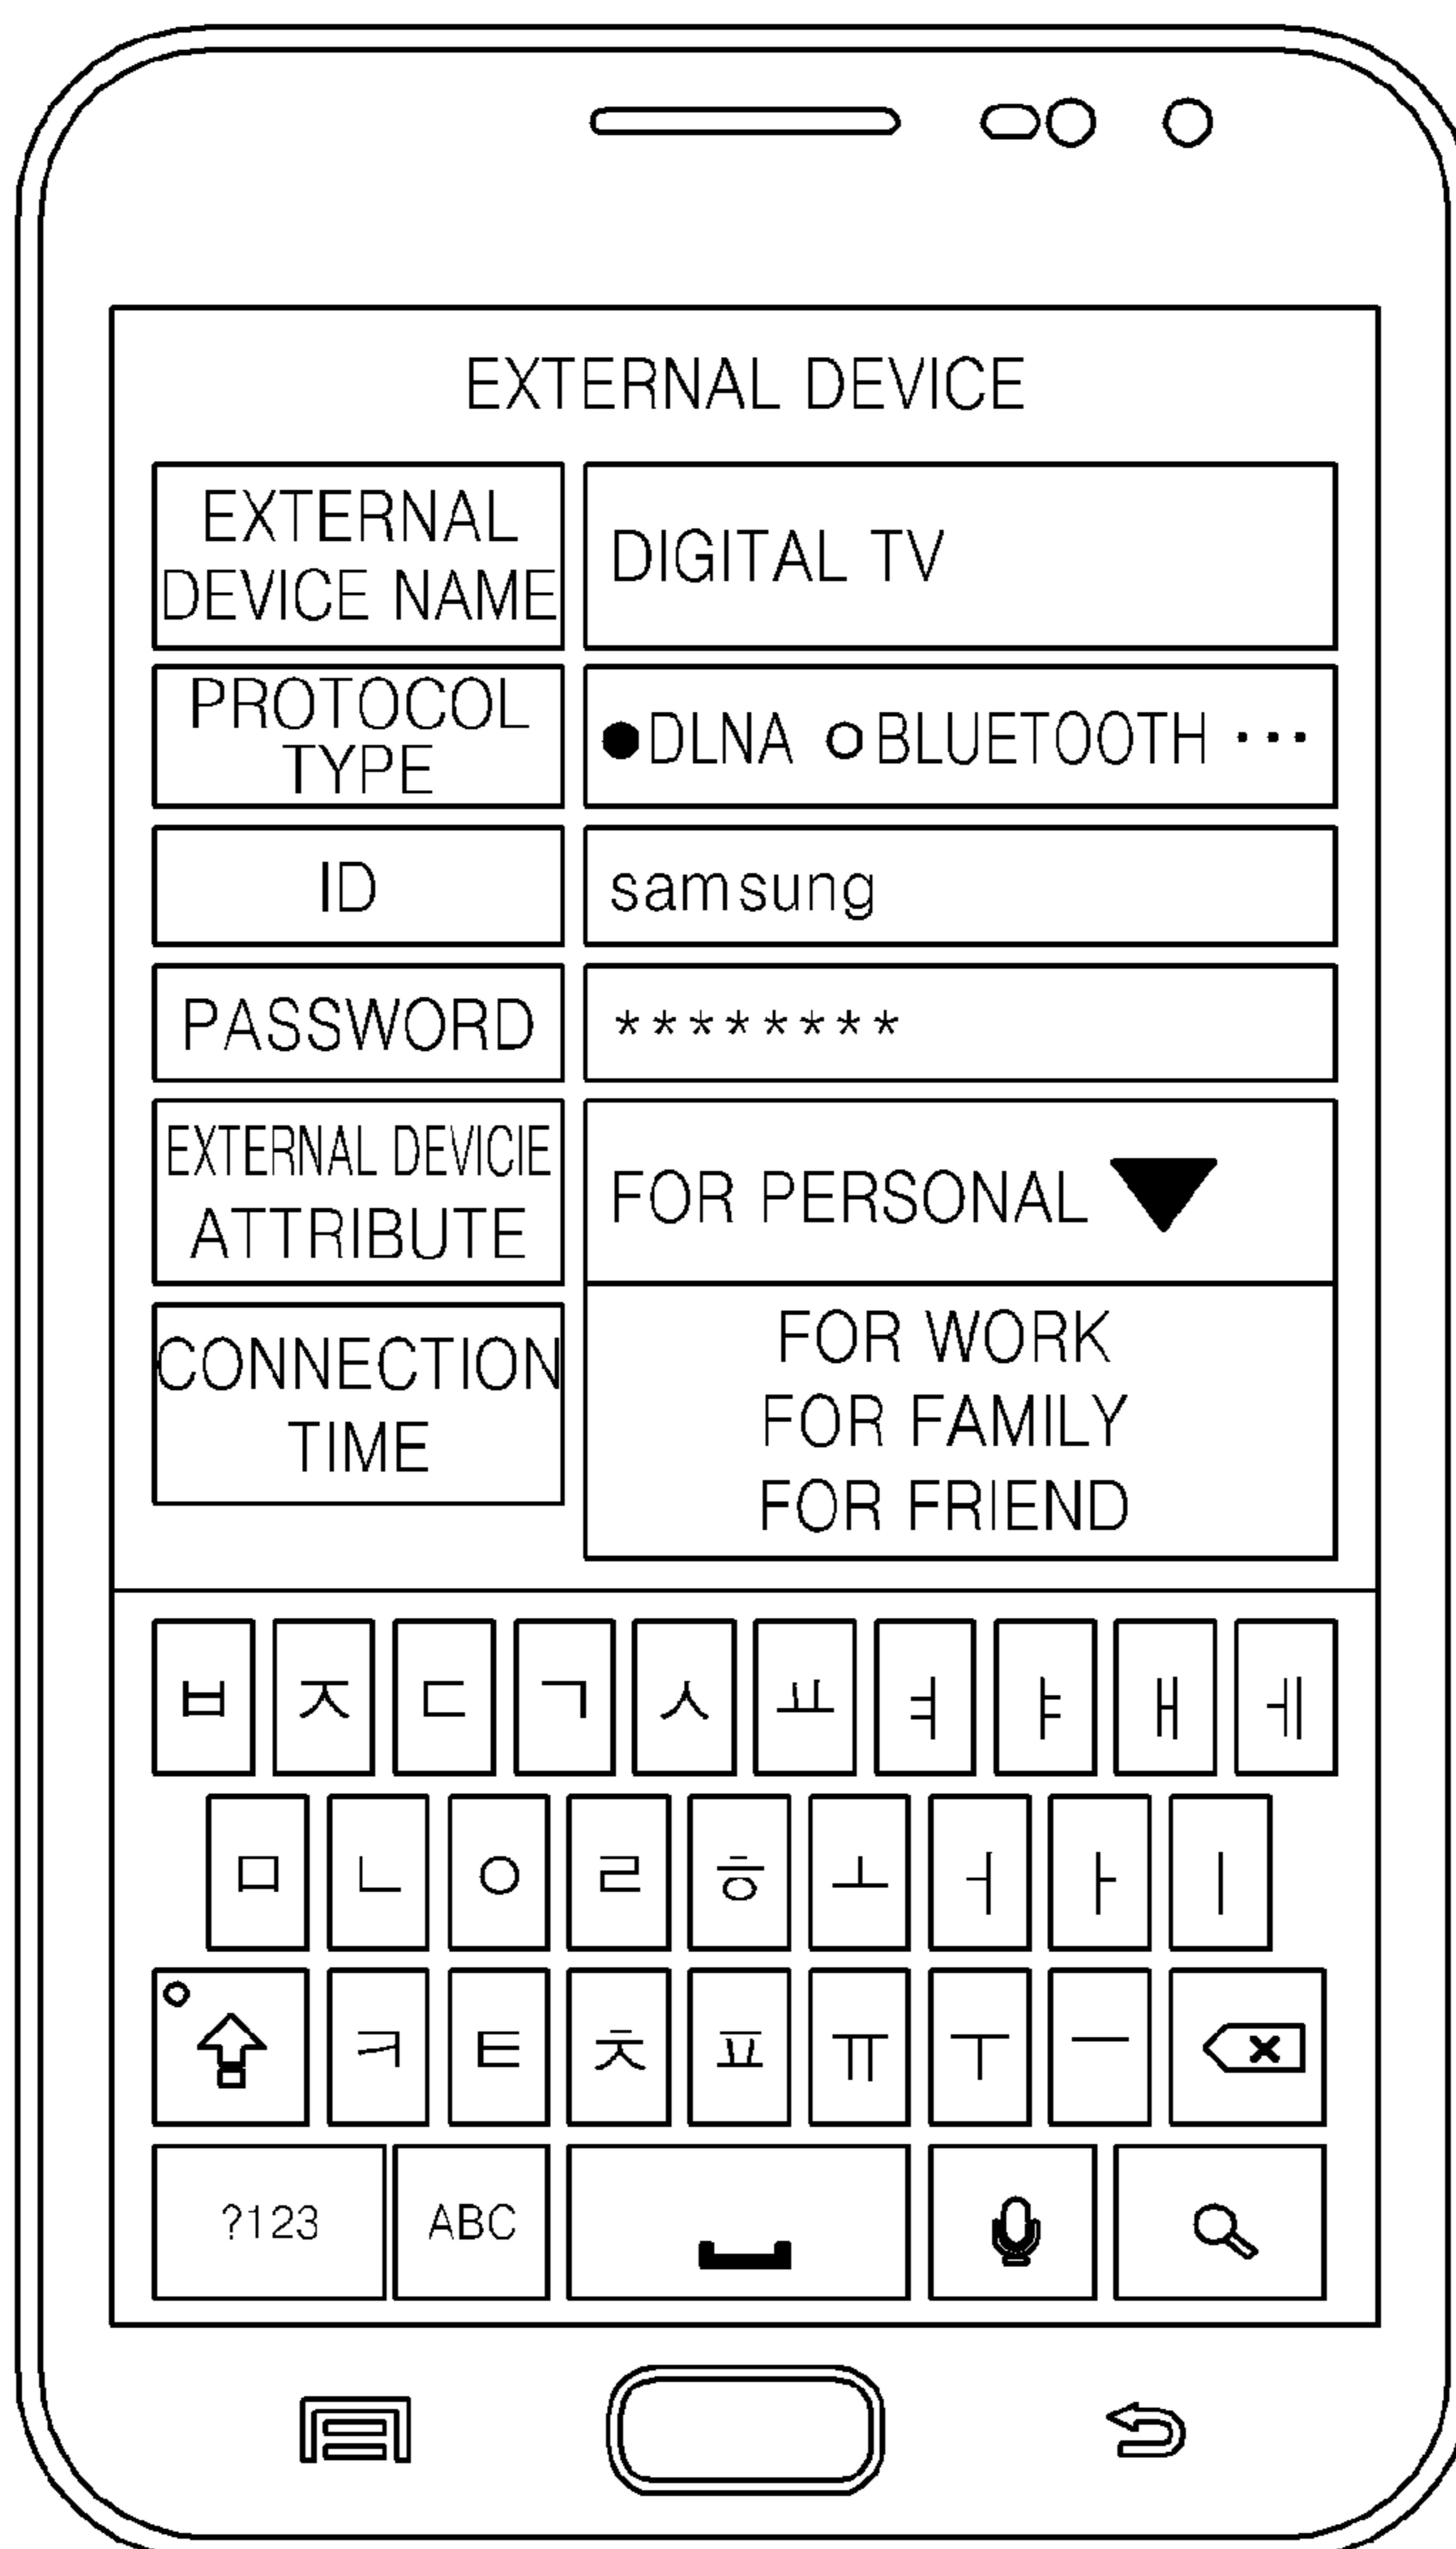 EXTERNAL DEVICE
EXTERNAL
DEVICE NAME
DIGITAL TV
PROTOCOL
TYPE
●DLNA ○BLUETOOTH ···
ID
samsung
PASSWORD
********
EXTERNAL DEVICIE
ATTRIBUTE
FOR PERSONAL ▼
CONNECTION
TIME
FOR WORK
FOR FAMILY
FOR FRIEND
ㅂ ㅈ ㄷ ㄱ ㅅ ㅛ ㅕ ㅑ ㅐ ㅔ
ㅁ ㄴ ㅇ ㄹ ㅎ ㅗ ㅓ ㅏ ㅣ
ㅋ ㅌ ㅊ ㅍ ㅠ ㅜ ㅡ
?123 ABC